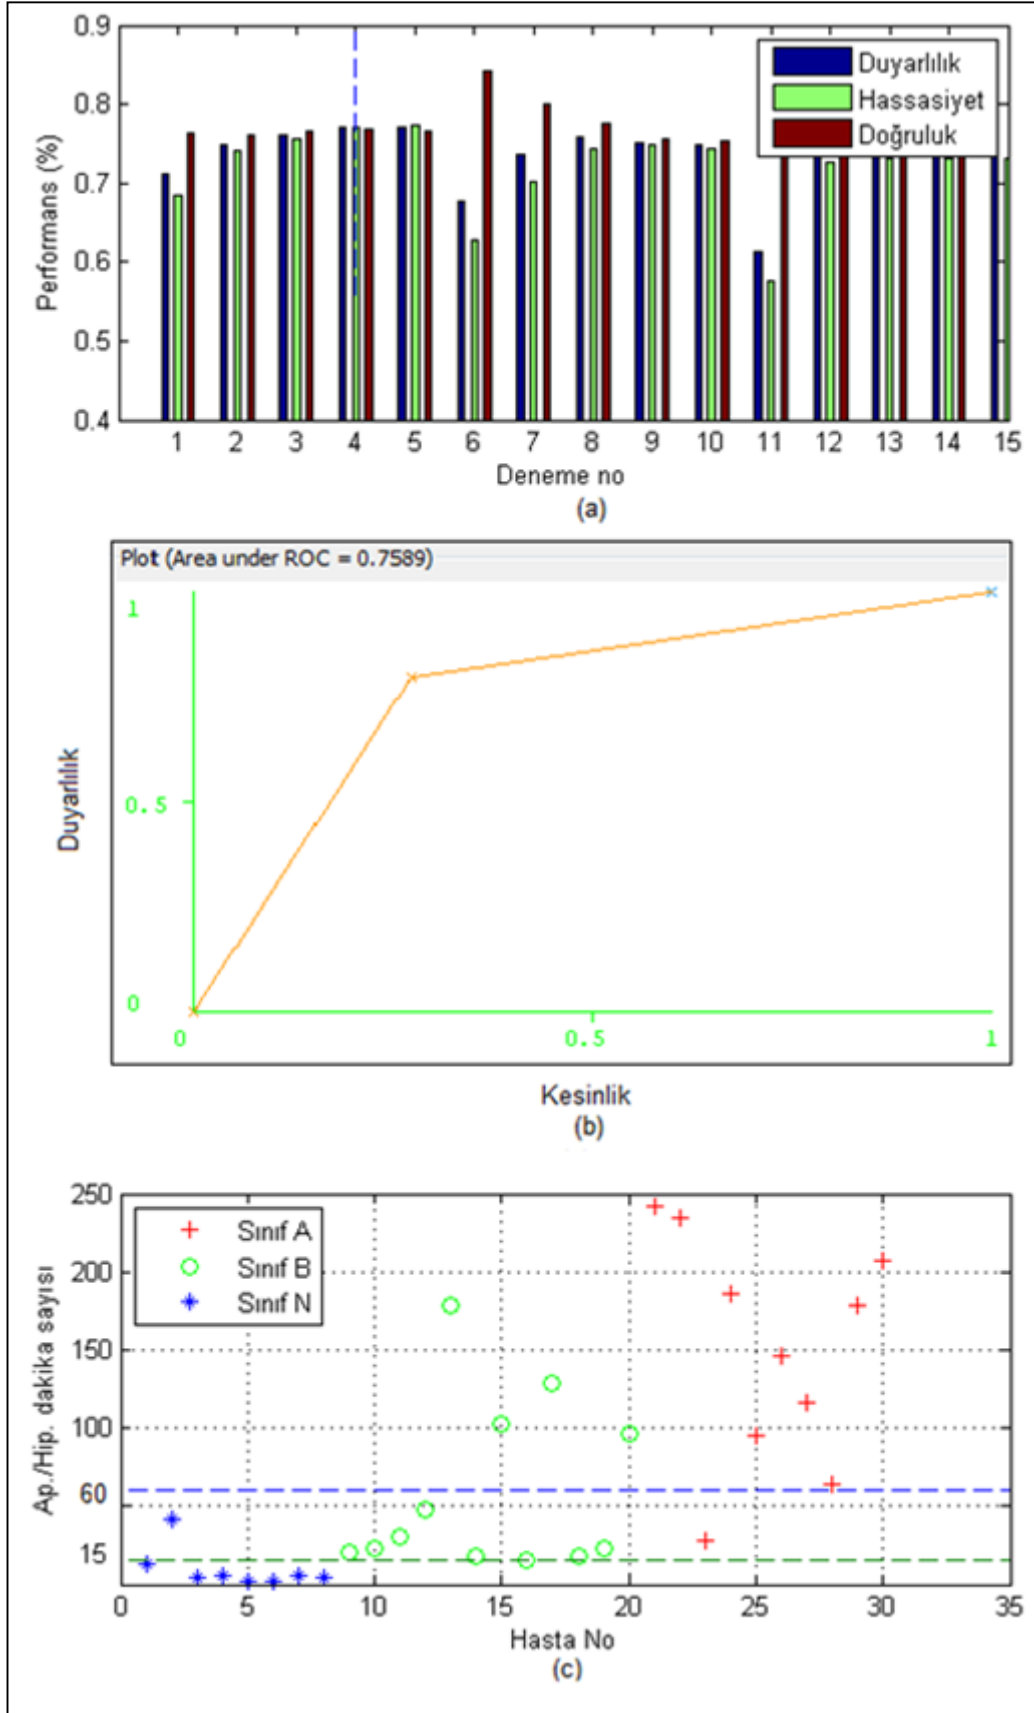 0.9
0.8
0.7
0.6
0.5
0.4
Performans (%)
Duyarlılık
Hassasiyet
Doğruluk
1 2 3 4 5 6 7 8 9 10 11 12 13 14 15
Deneme no
(a)
Plot (Area under ROC = 0.7589)
1
0.5
0
Duyarlılık
0 0.5 1
Kesinlik
(b)
250
200
150
100
60
15
Ap./Hip. dakika sayısı
Sınıf A
Sınıf B
Sınıf N
0 5 10 15 20 25 30 35
Hasta No
(c)